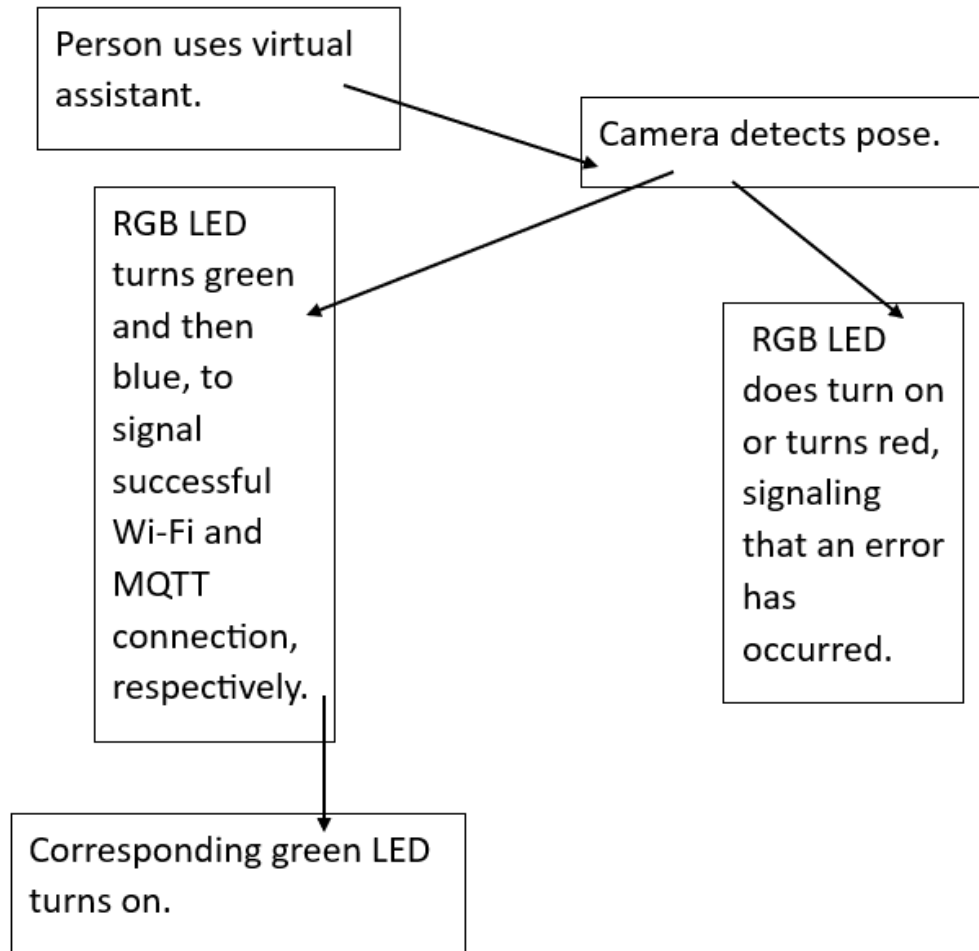 Person uses virtual
assistant.
Camera detects pose.
RGB LED
turns green
and then
blue, to
signal
successful
Wi-Fi and
MQTT
connection,
respectively.
RGB LED
does turn on
or turns red,
signaling
that an error
has
occurred.
Corresponding green LED
turns on.